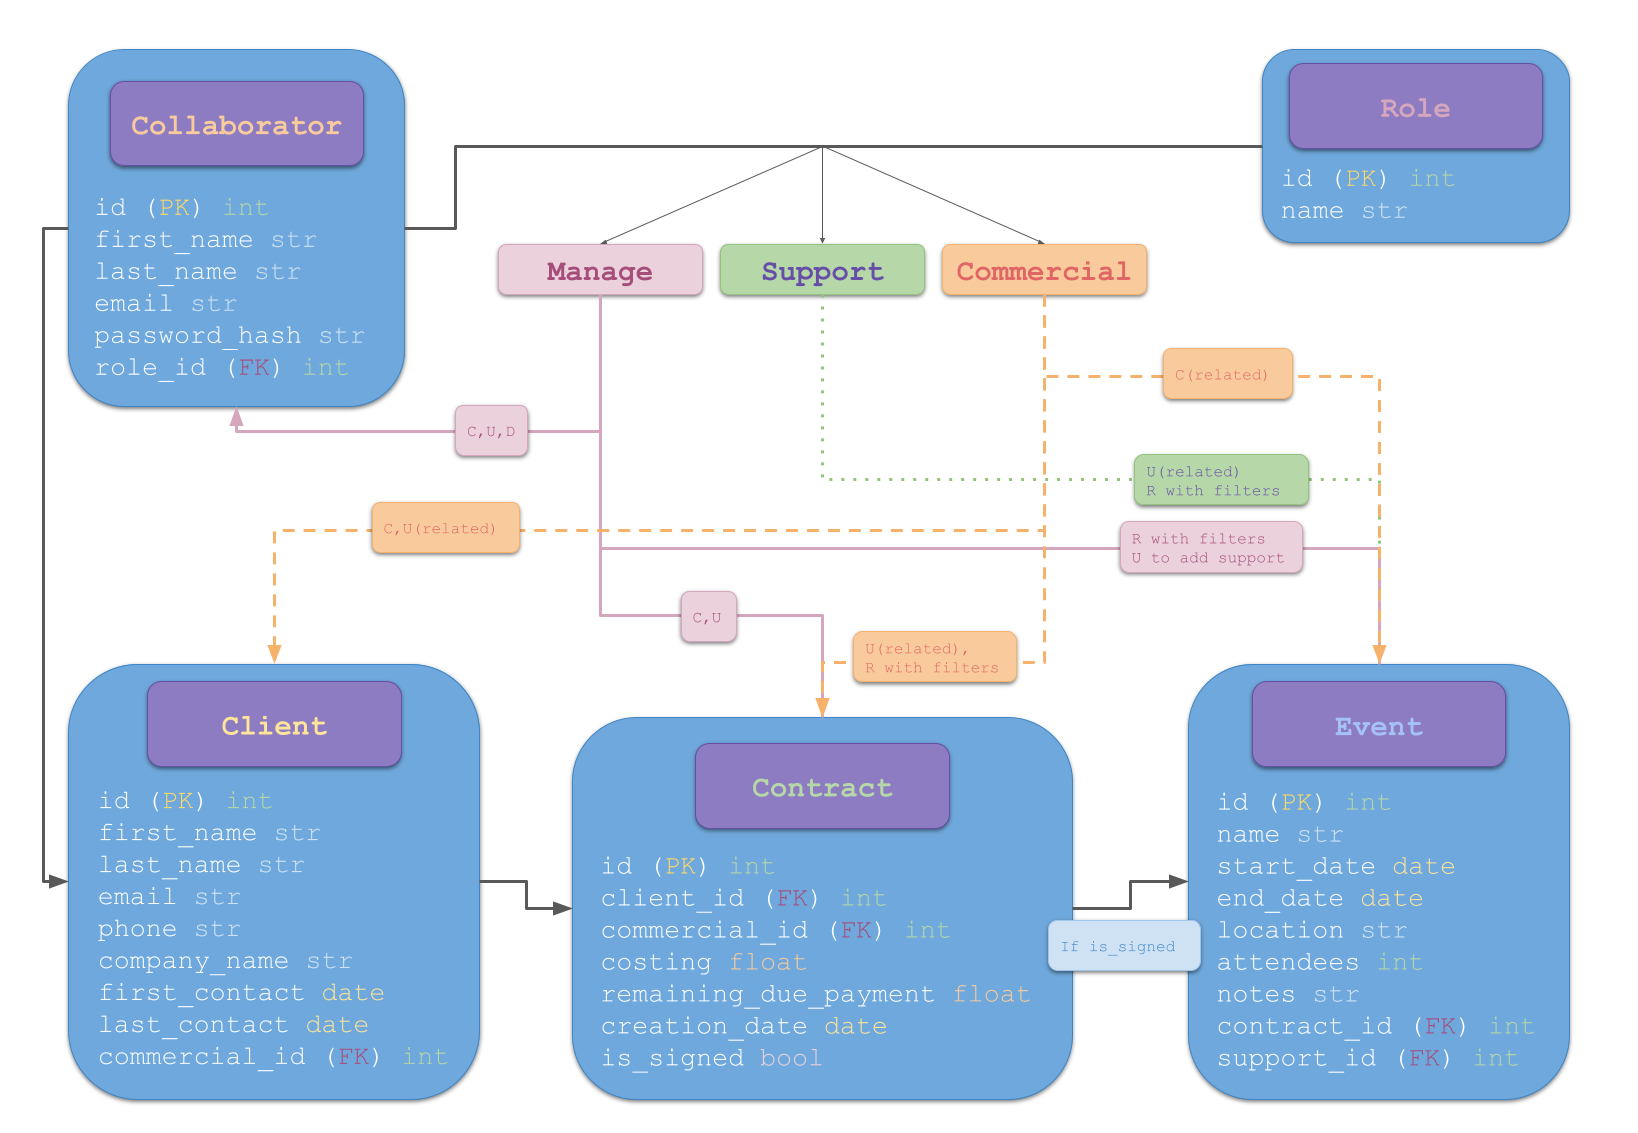 Collaborator
id (PK) int
first_name str
last_name str
email str
password_hash str
role_id (FK) int
Role
id (PK) int
name str
Manage
Support
Commercial
C(related)
C,U,D
U(related)
R with filters
C,U(related)
R with filters
U to add support
C,U
U(related),
R with filters
Client
id (PK) int
first_name str
last_name str
email str
phone str
company_name str
first_contact date
last_contact date
commercial_id (FK) int
Contract
id (PK) int
client_id (FK) int
commercial_id (FK) int
costing float
remaining_due_payment float
creation_date date
is_signed bool
If is_signed
Event
id (PK) int
name str
start_date date
end_date date
location str
attendees int
notes str
contract_id (FK) int
support_id (FK) int